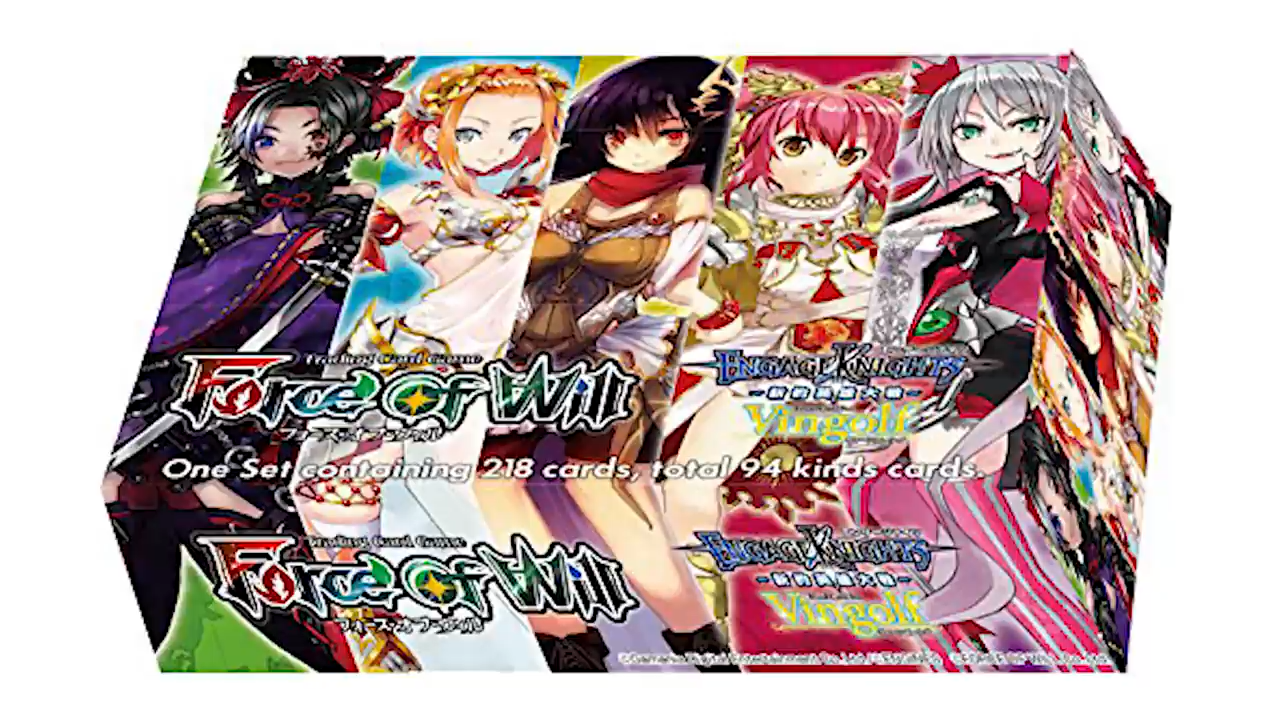 Trading Card Game
Force Of Will
フォース・オブ・ウィル
ENGAGE KNIGHTS
Vingolf
One Set containing 218 cards, total 94 kinds cards.
Trading Card Game
Force Of Will
フォース・オブ・ウィル
ENGAGE KNIGHTS
Vingolf